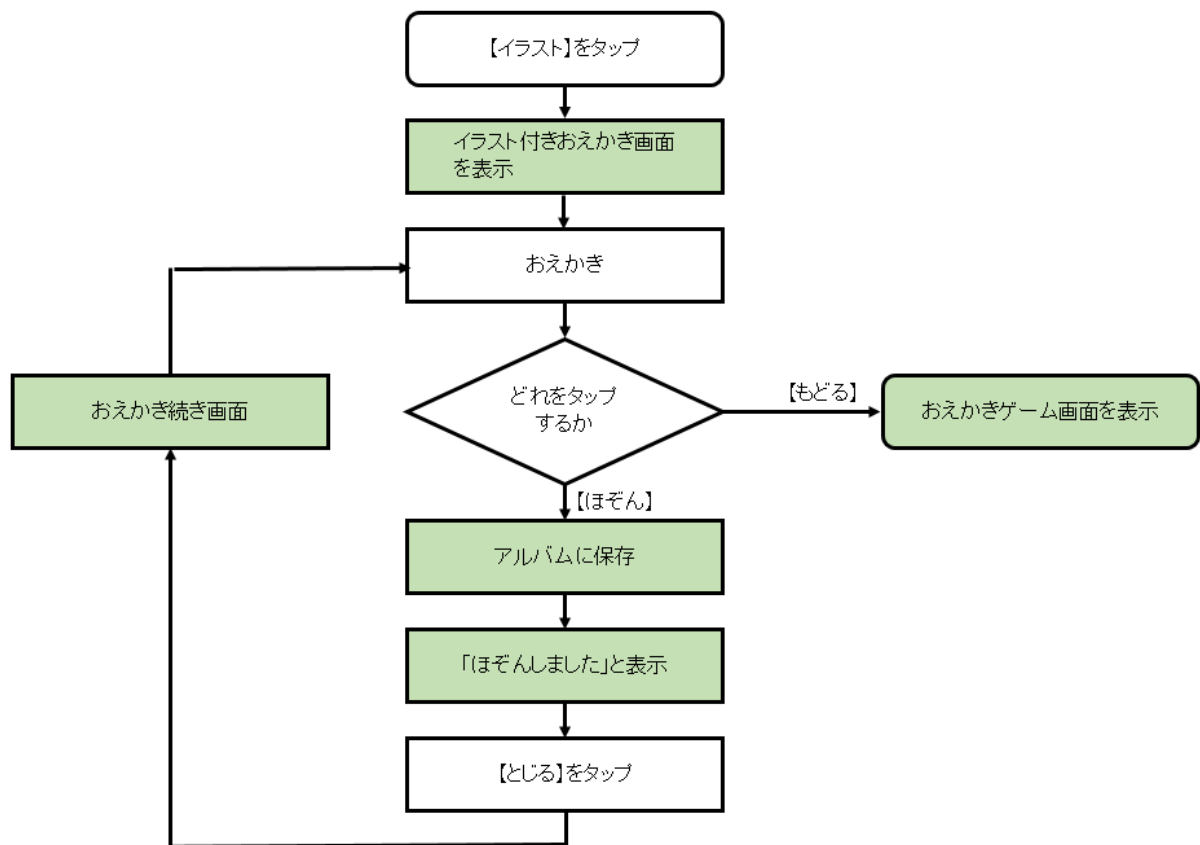 【イラスト】をタップ
イラスト付きおえかき画面
を表示
おえかき
どれをタップ
するか
【もどる】
おえかきゲーム画面を表示
おえかき続き画面
【ほぞん】
アルバムに保存
「ほぞんしました」と表示
【とじる】をタップ